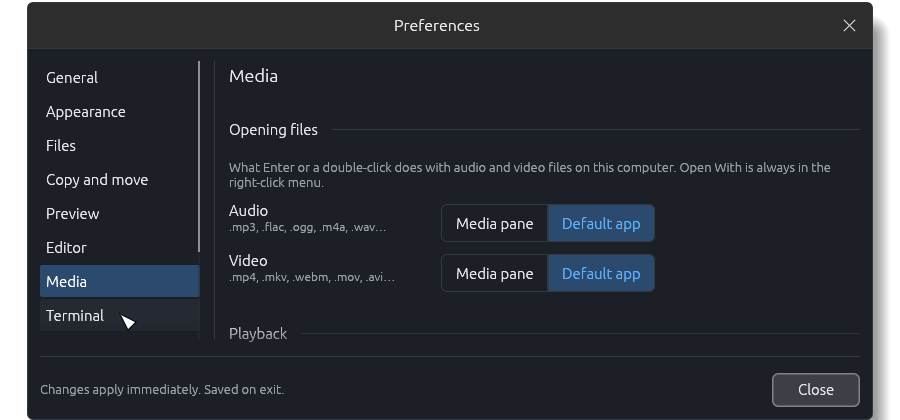 Preferences
General
Appearance
Files
Copy and move
Preview
Editor
Media
Terminal
Media
Opening files
What Enter or a double-click does with audio and video files on this computer. Open With is always in the
right-click menu.
Audio
.mp3, .flac, .ogg, .m4a, .wav...
Media pane
Default app
Video
.mp4, .mkv, .webm, .mov, .avi...
Media pane
Default app
Playback
Changes apply immediately. Saved on exit.
Close